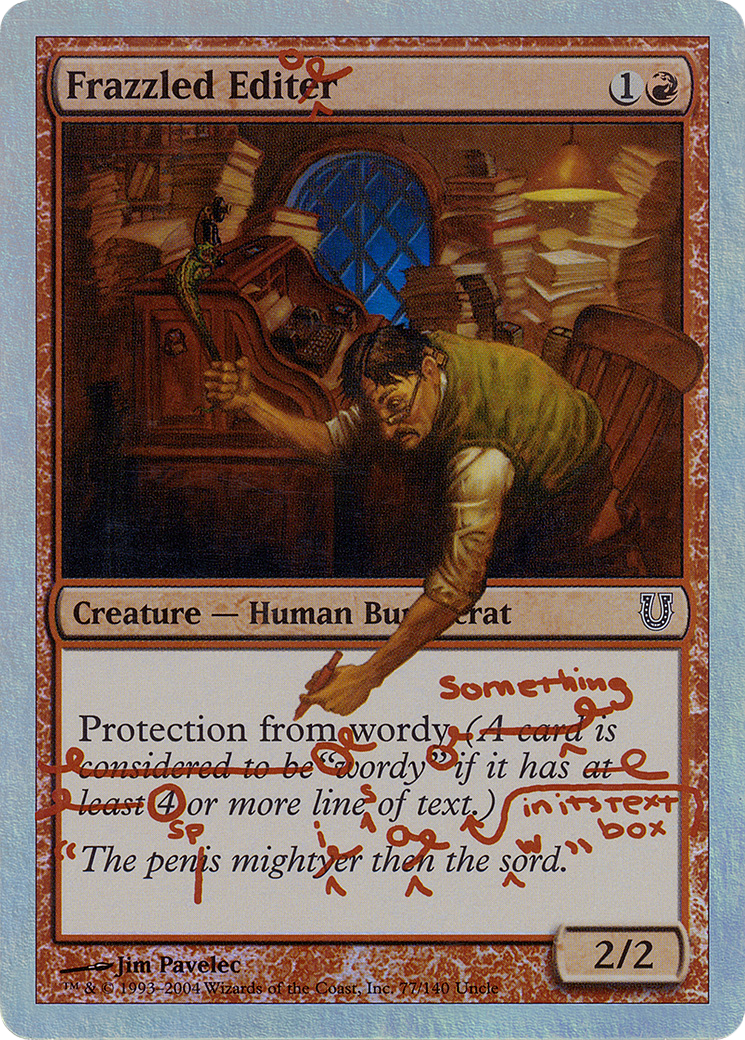 Frazzled Editer
o
1
Creature — Human Bu crat
something
Protection from wordy. (A card is
considered to be “wordy” if it has at
least 4 or more line of text.)
s
in its text
box
sp
i
a
w
“The penis mightyer then the sord.”
2/2
Jim Pavelec
™ & © 1993–2004 Wizards of the Coast, Inc. 77/140 Uncle